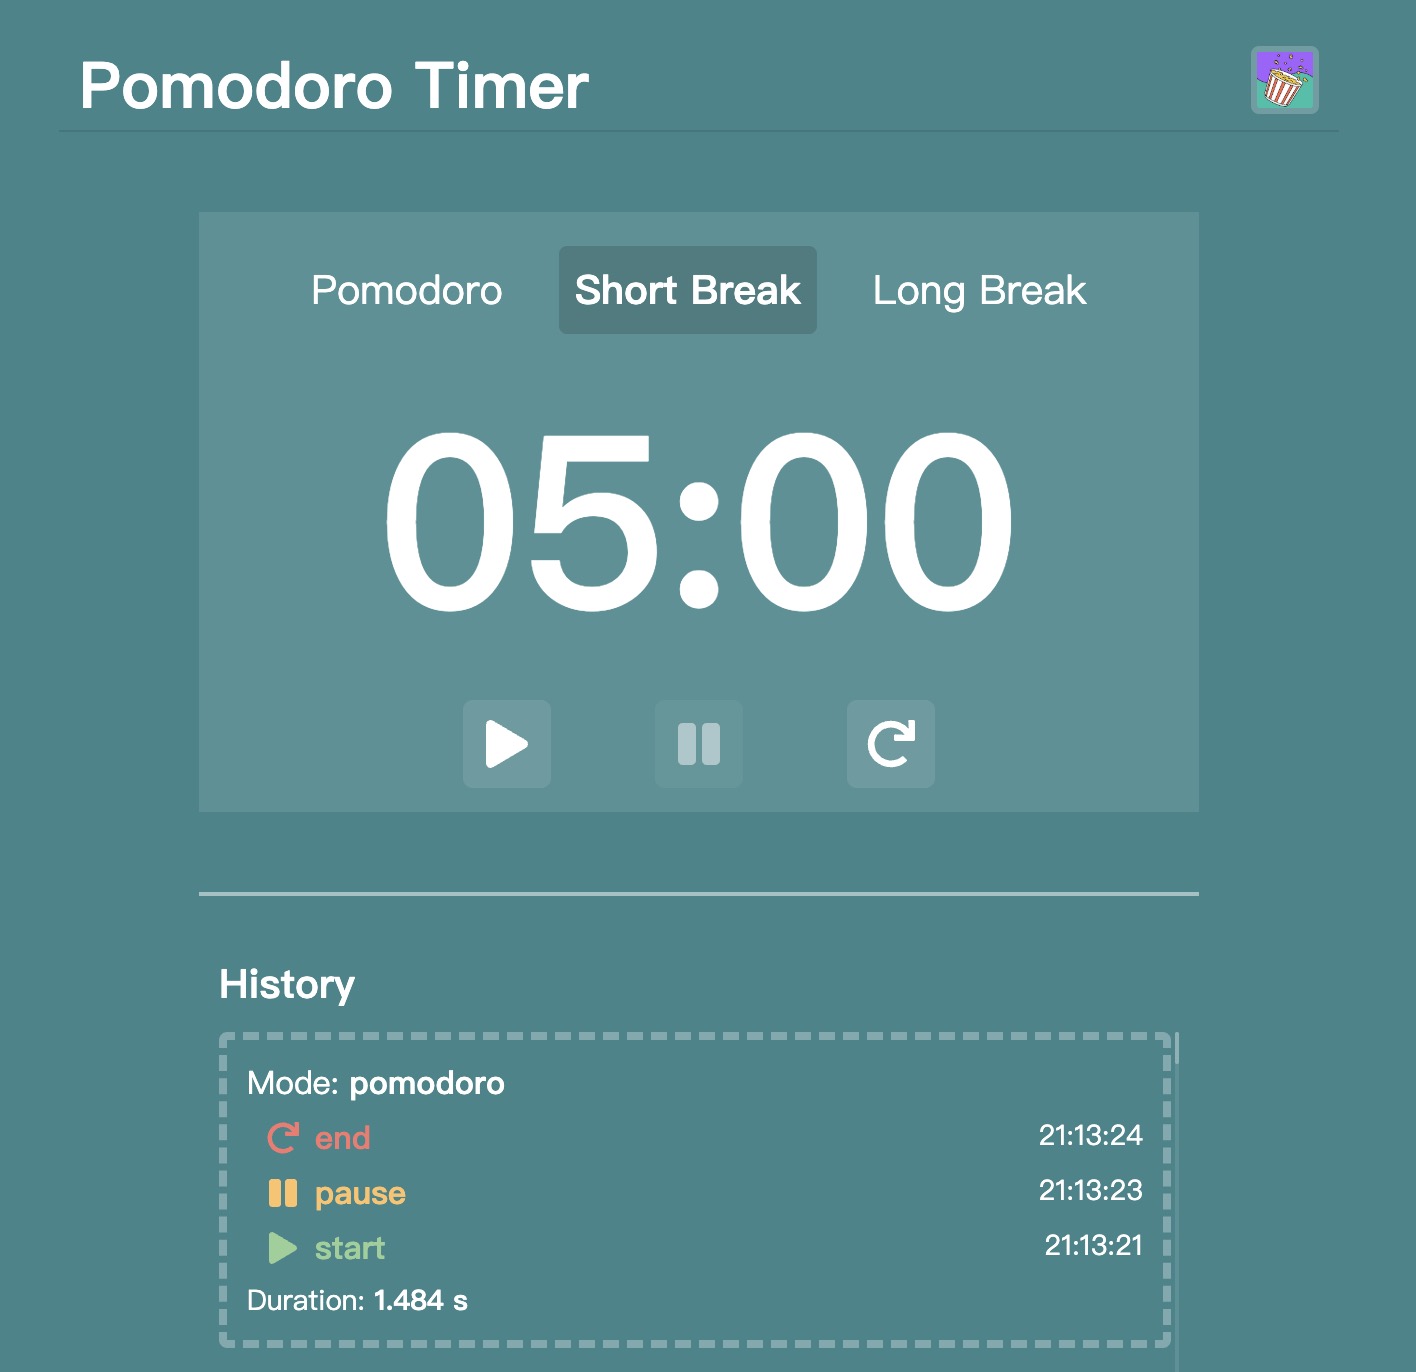 Pomodoro Timer
Pomodoro Short Break Long Break
05:00
History
Mode: pomodoro
end 21:13:24
pause 21:13:23
start 21:13:21
Duration: 1.484 s